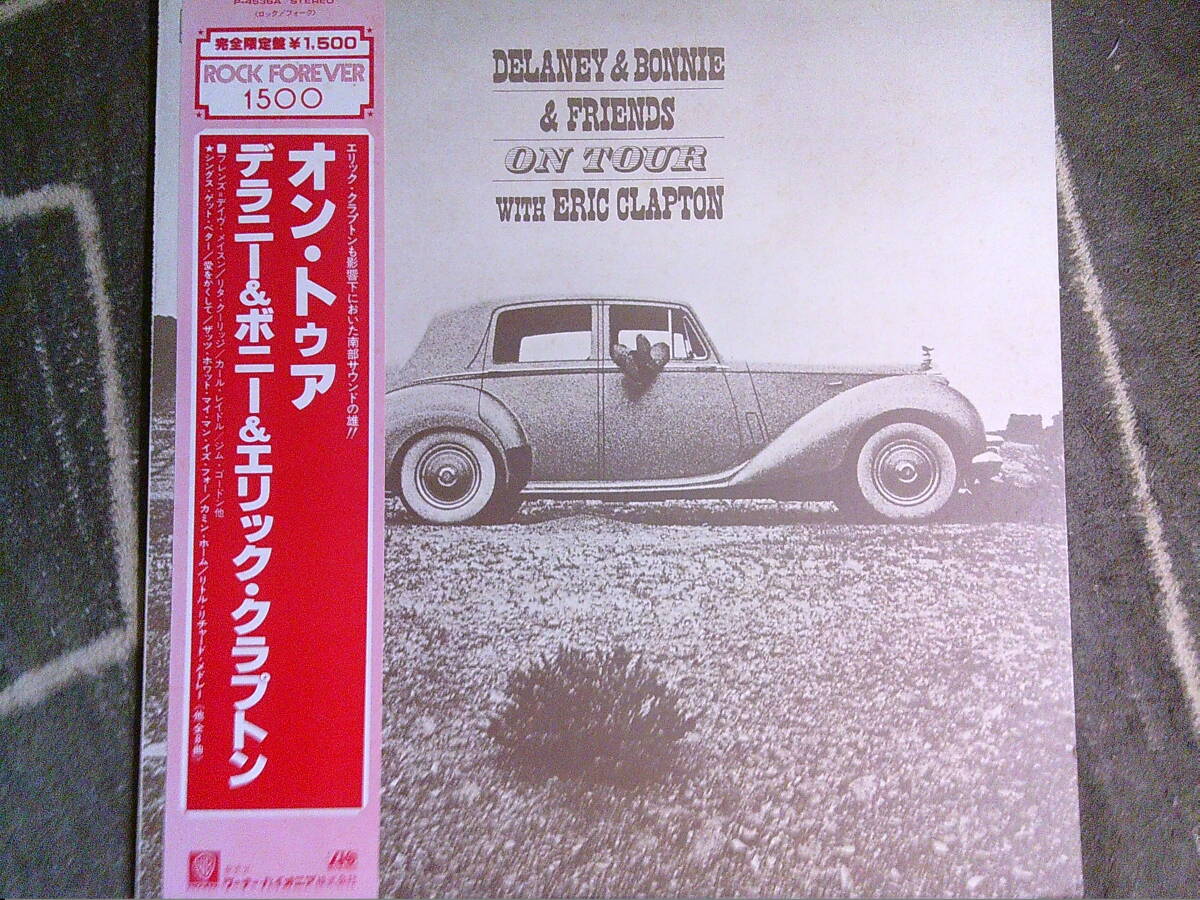 P-4536A STEREO
(ロック/フォーク)
完全限定盤 ¥1,500
ROCK FOREVER
1500
エリック・クラプトンも影響下においた南部サウンドの雄!!
オン・トゥア
デラニー&ボニー&エリック・クラプトン
■フレンズ=デイヴ・メイスン/リタ・クーリッジ/カール・レイドル/ジム・ゴードン他
★シングス・ゲット・ベター/愛をかくして/ザッツ・ホワット・マイ・マン・イズ・フォー/カミン・ホーム/リトル・リチャード・メドレー(他全8曲)
ワーナー・パイオニア株式会社
DELANEY & BONNIE
& FRIENDS
ON TOUR
WITH ERIC CLAPTON